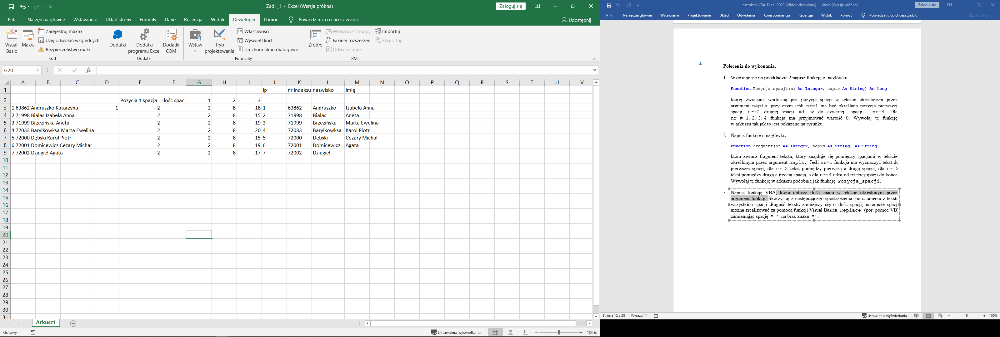 Zad1_1 - Excel (Wersja próbna)
Zaloguj się
Plik Narzędzia główne Wstawianie Układ strony Formuły Dane Recenzja Widok Deweloper Pomoc Powiedz mi, co chcesz zrobić
Udostępnij
Visual Basic
Makra
Zarejestruj makro
Użyj odwołań względnych
Bezpieczeństwo makr
Kod
Dodatki
Dodatki programu Excel
Dodatki COM
Dodatki
Wstaw
Tryb projektowania
Właściwości
Wyświetl kod
Uruchom okno dialogowe
Formanty
Źródło
Właściwości mapy
Pakiety rozszerzeń
Odśwież dane
Importuj
Eksportuj
XML
G20
fx
A B C D E F G H I J K L M N O P Q R S T U V
1 lp nr indeksu nazwisko imię
2 Pozycja 1 spacja Ilość spacj 1 2 3
3 1 63862 Andruszko Katarzyna 1 2 2 8 18 1 63862 Andruszko Izabela Anna
4 2 71998 Białas Izabela Anna 2 2 8 15 2 71998 Białas Aneta
5 3 71999 Brzezińska Aneta 2 2 8 19 3 71999 Brzezińska Marta Ewelina
6 4 72033 Baryłkowksa Marta Ewelina 2 2 8 20 4 72033 Baryłkowksa Karol Piotr
7 5 72000 Dębski Karol Piotr 2 2 8 15 5 72000 Dębski Cezary Michał
8 6 72001 Domicewicz Cezary Michał 2 2 8 19 6 72001 Domicewicz Agata
9 7 72002 Dziugieł Agata 2 2 8 17 7 72002 Dziugieł
10
11
12
13
14
15
16
17
18
19
20
21
22
23
24
25
26
27
28
29
30
31
Arkusz1
Gotowy
Ustawienia wyświetlania
100%
Instrukcja VBA-Excel-2010 (Widok chroniony) - Word (Wersja próbna)
Zaloguj się
Plik Narzędzia główne Wstawianie Projektowanie Układ Odwołania Korespondencja Recenzja Widok Pomoc Powiedz mi, co chcesz zrobić
Udostępnij
Polecenia do wykonania.
1. Wzorując się na przykładzie 2 napisz funkcję o nagłówku:
Function Pozycja_spacji(nr As Integer, napis As String) As Long
której zwracaną wartością jest pozycja spacji w tekście określonym przez
argument napis, przy czym jeśli nr=1 ma być określana pozycja pierwszej
spacji, nr=2 drugiej spacji itd. aż do czwartej spacji - nr=4. Dla
nr ≠ 1,2,3,4 funkcja ma przyjmować wartość 0. Wywołaj tę funkcję
w arkuszu tak jak to jest pokazane na rysunku.
2. Napisz funkcję o nagłówku:
Function Fragment(nr As Integer, napis As String) As String
która zwraca fragment tekstu, który znajduje się pomiędzy spacjami w tekście
określonym przez argument napis. Jeśli nr=1 funkcja ma wyznaczyć tekst do
pierwszej spacji, dla nr=2 tekst pomiędzy pierwszą a drugą spacją, dla nr=3
tekst pomiędzy drugą a trzecią spacją, a dla nr=4 tekst od trzeciej spacji do końca
Wywołaj tę funkcję w arkuszu podobnie jak funkcję Pozycja_spacji.
3. Napisz funkcję VBA, która oblicza ilość spacji w tekście określonym przez
argument funkcji. Skorzystaj z następującego spostrzeżenia: po usunięciu z tekstu
wszystkich spacji długość tekstu zmniejszy się o ilość spacji; usunięcie spacj
można zrealizować za pomocą funkcji Visual Basica Replace (por. pomoc VB)
zamieniając spację " " na brak znaku "".
Strona 12 z 38 Wyrazy: 11
Ustawienia wyświetlania
100%